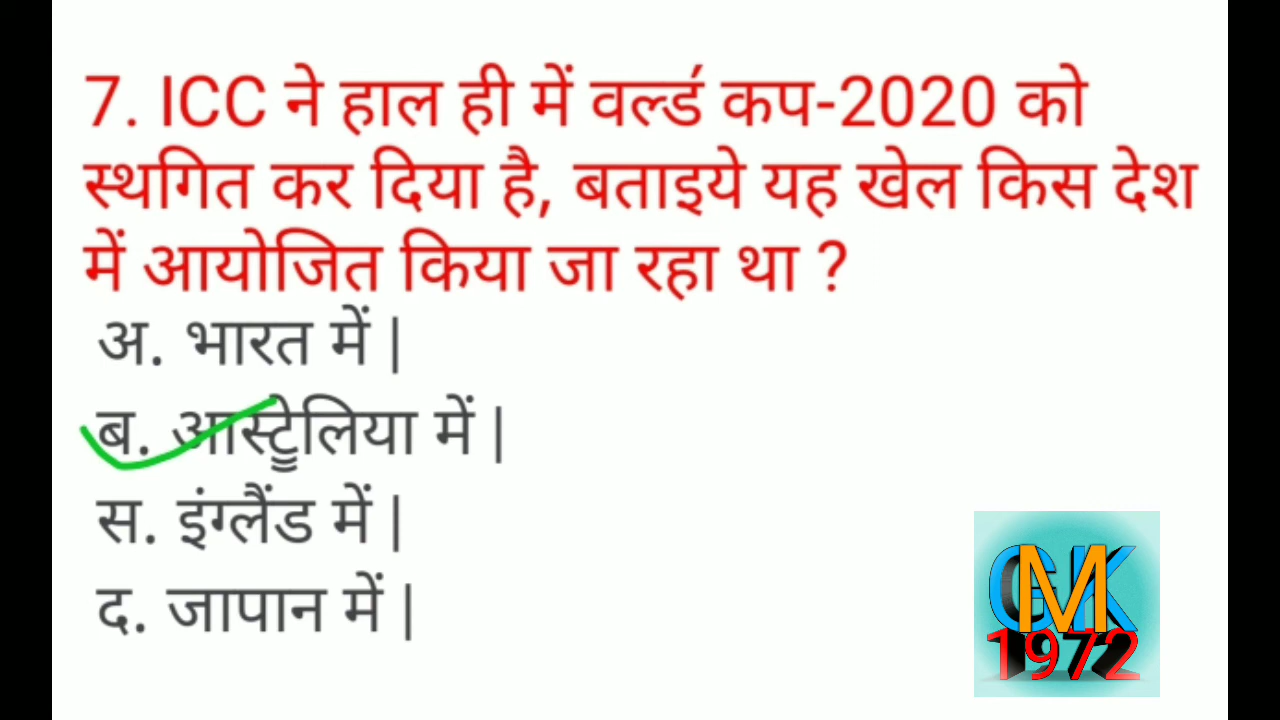 7. ICC ने हाल ही में वर्ल्ड कप-2020 को
स्थगित कर दिया है, बताइये यह खेल किस देश
में आयोजित किया जा रहा था ?
अ. भारत में |
ब. आस्ट्रेलिया में |
स. इंग्लैंड में |
द. जापान में |
GMK
1972